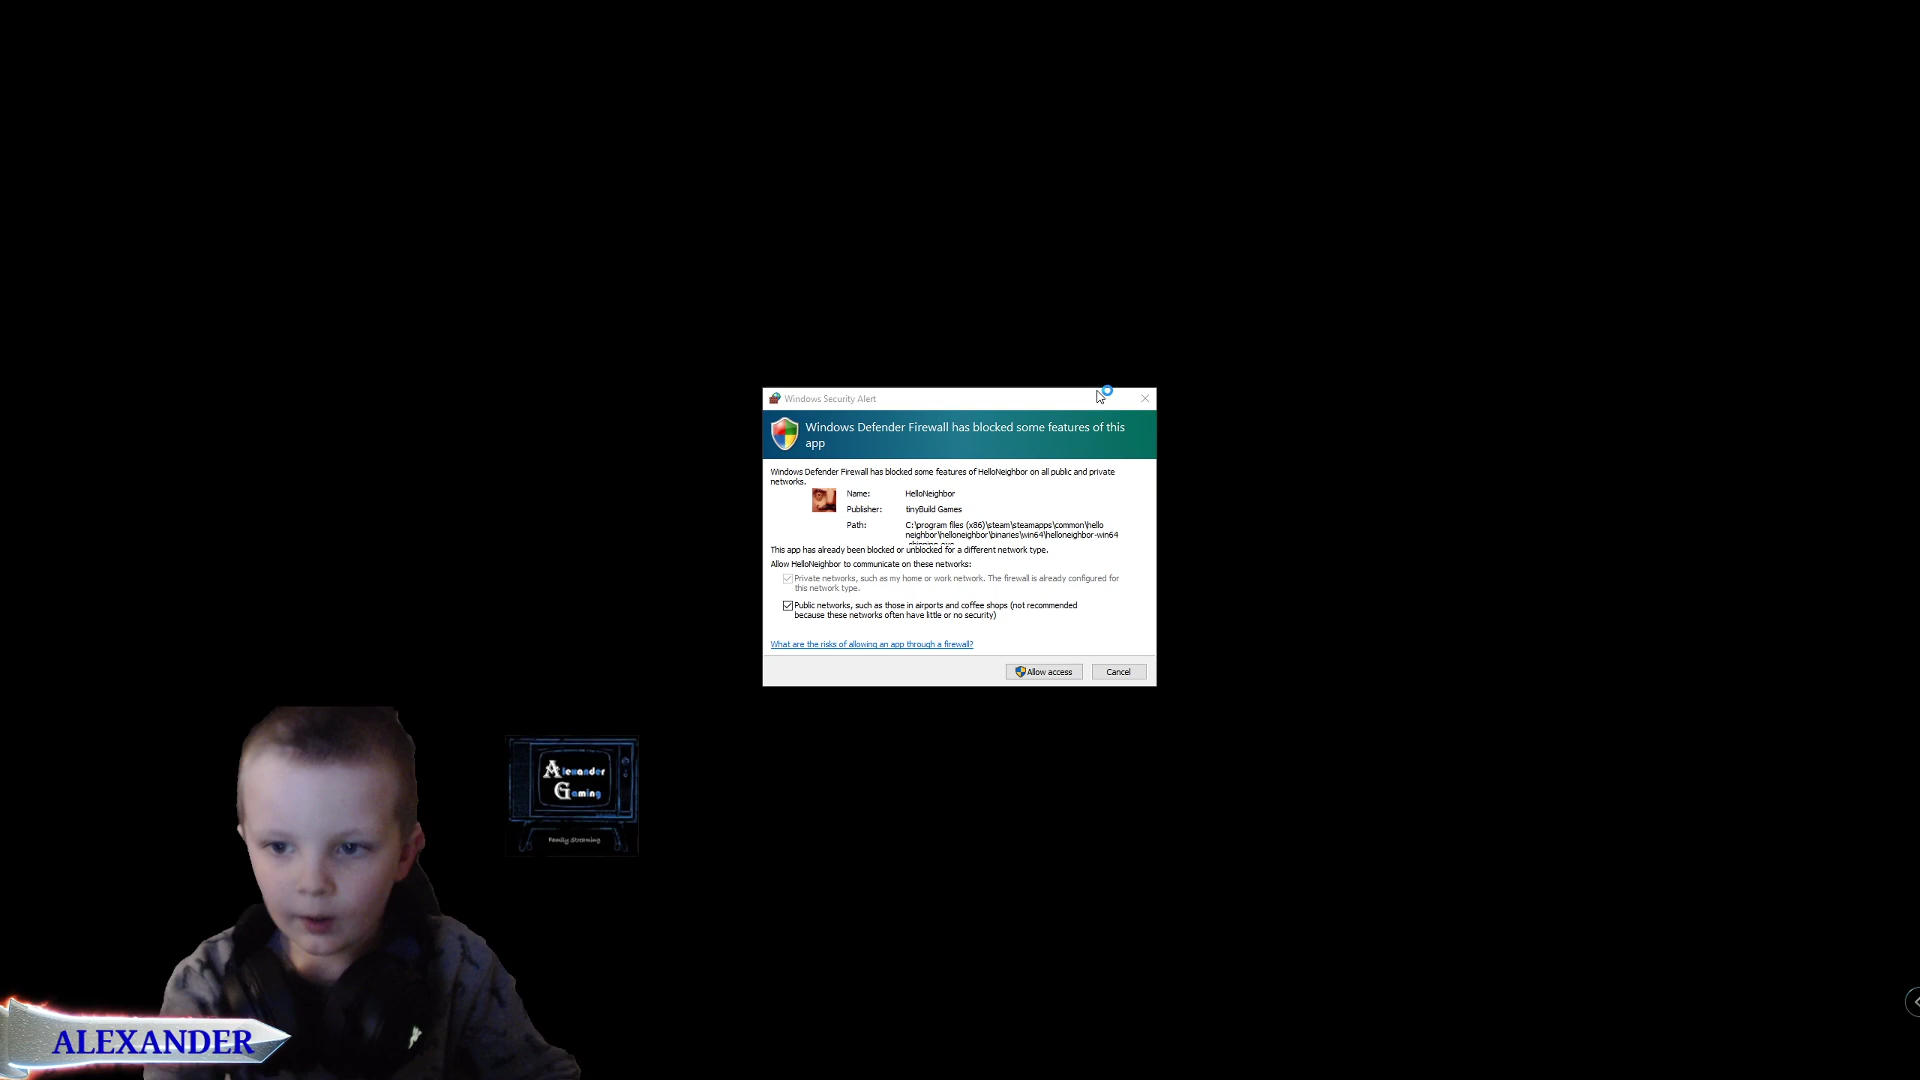 Windows Security Alert
Windows Defender Firewall has blocked some features of this
app
Windows Defender Firewall has blocked some features of HelloNeighbor on all public and private
networks.
Name: HelloNeighbor
Publisher: tinyBuild Games
Path: C:\program files (x86)\steam\steamapps\common\hello
neighbor\helloneighbor\binaries\win64\helloneighbor-win64
This app has already been blocked or unblocked for a different network type.
Allow HelloNeighbor to communicate on these networks:
Private networks, such as my home or work network. The firewall is already configured for
this network type.
Public networks, such as those in airports and coffee shops (not recommended
because these networks often have little or no security)
What are the risks of allowing an app through a firewall?
Allow access Cancel
Alexander
Gaming
Family Streaming
ALEXANDER